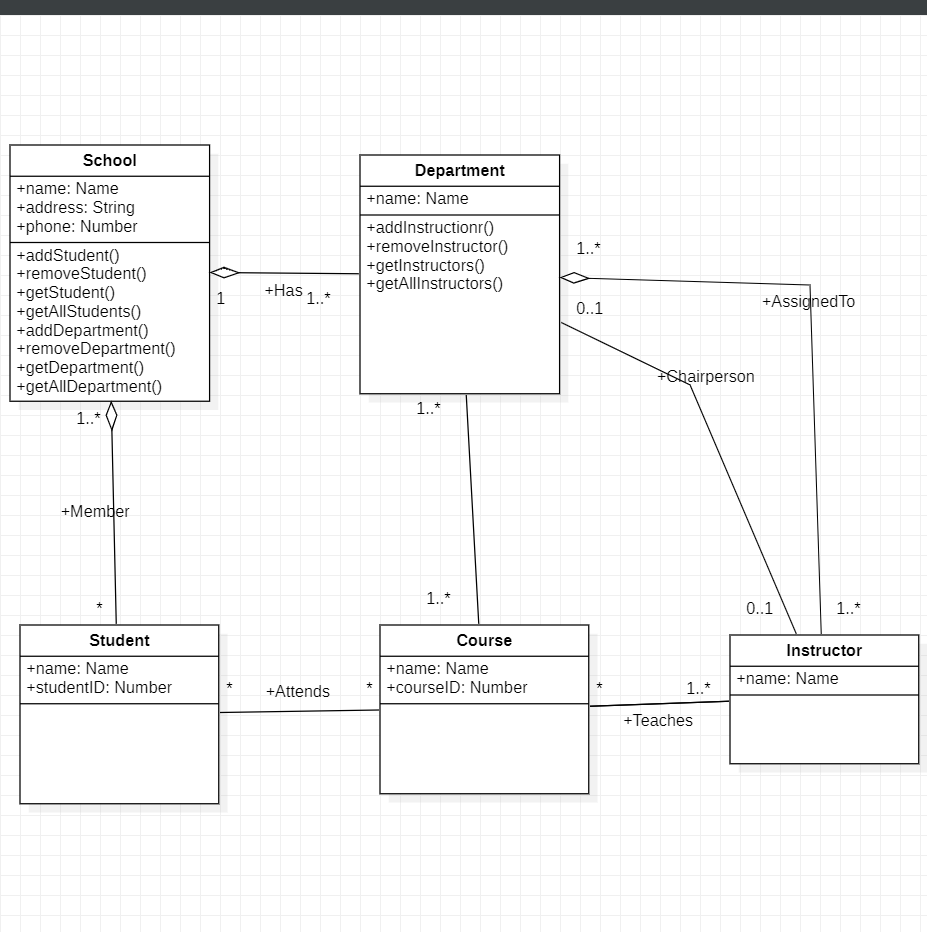 School
+name: Name
+address: String
+phone: Number
+addStudent()
+removeStudent()
+getStudent()
+getAllStudents()
+addDepartment()
+removeDepartment()
+getDepartment()
+getAllDepartment()
Department
+name: Name
+addInstructionr()
+removeInstructor()
+getInstructors()
+getAllInstructors()
1
+Has
1..*
1..*
+AssignedTo
0..1
+Chairperson
1..*
+Member
*
1..*
1..*
0..1
1..*
Student
+name: Name
+studentID: Number
*
+Attends
*
Course
+name: Name
+courseID: Number
*
1..*
+Teaches
Instructor
+name: Name